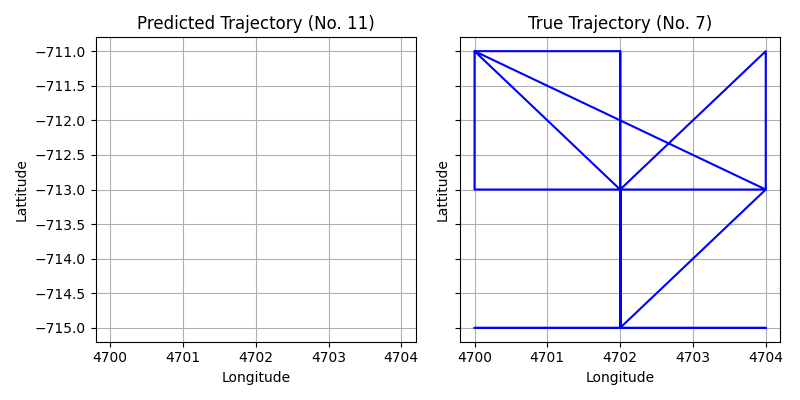 Predicted Trajectory (No. 11)
−711.0
−711.5
−712.0
−712.5
−713.0
−713.5
−714.0
−714.5
−715.0
Lattitude
4700 4701 4702 4703 4704
Longitude
True Trajectory (No. 7)
Lattitude
4700 4701 4702 4703 4704
Longitude